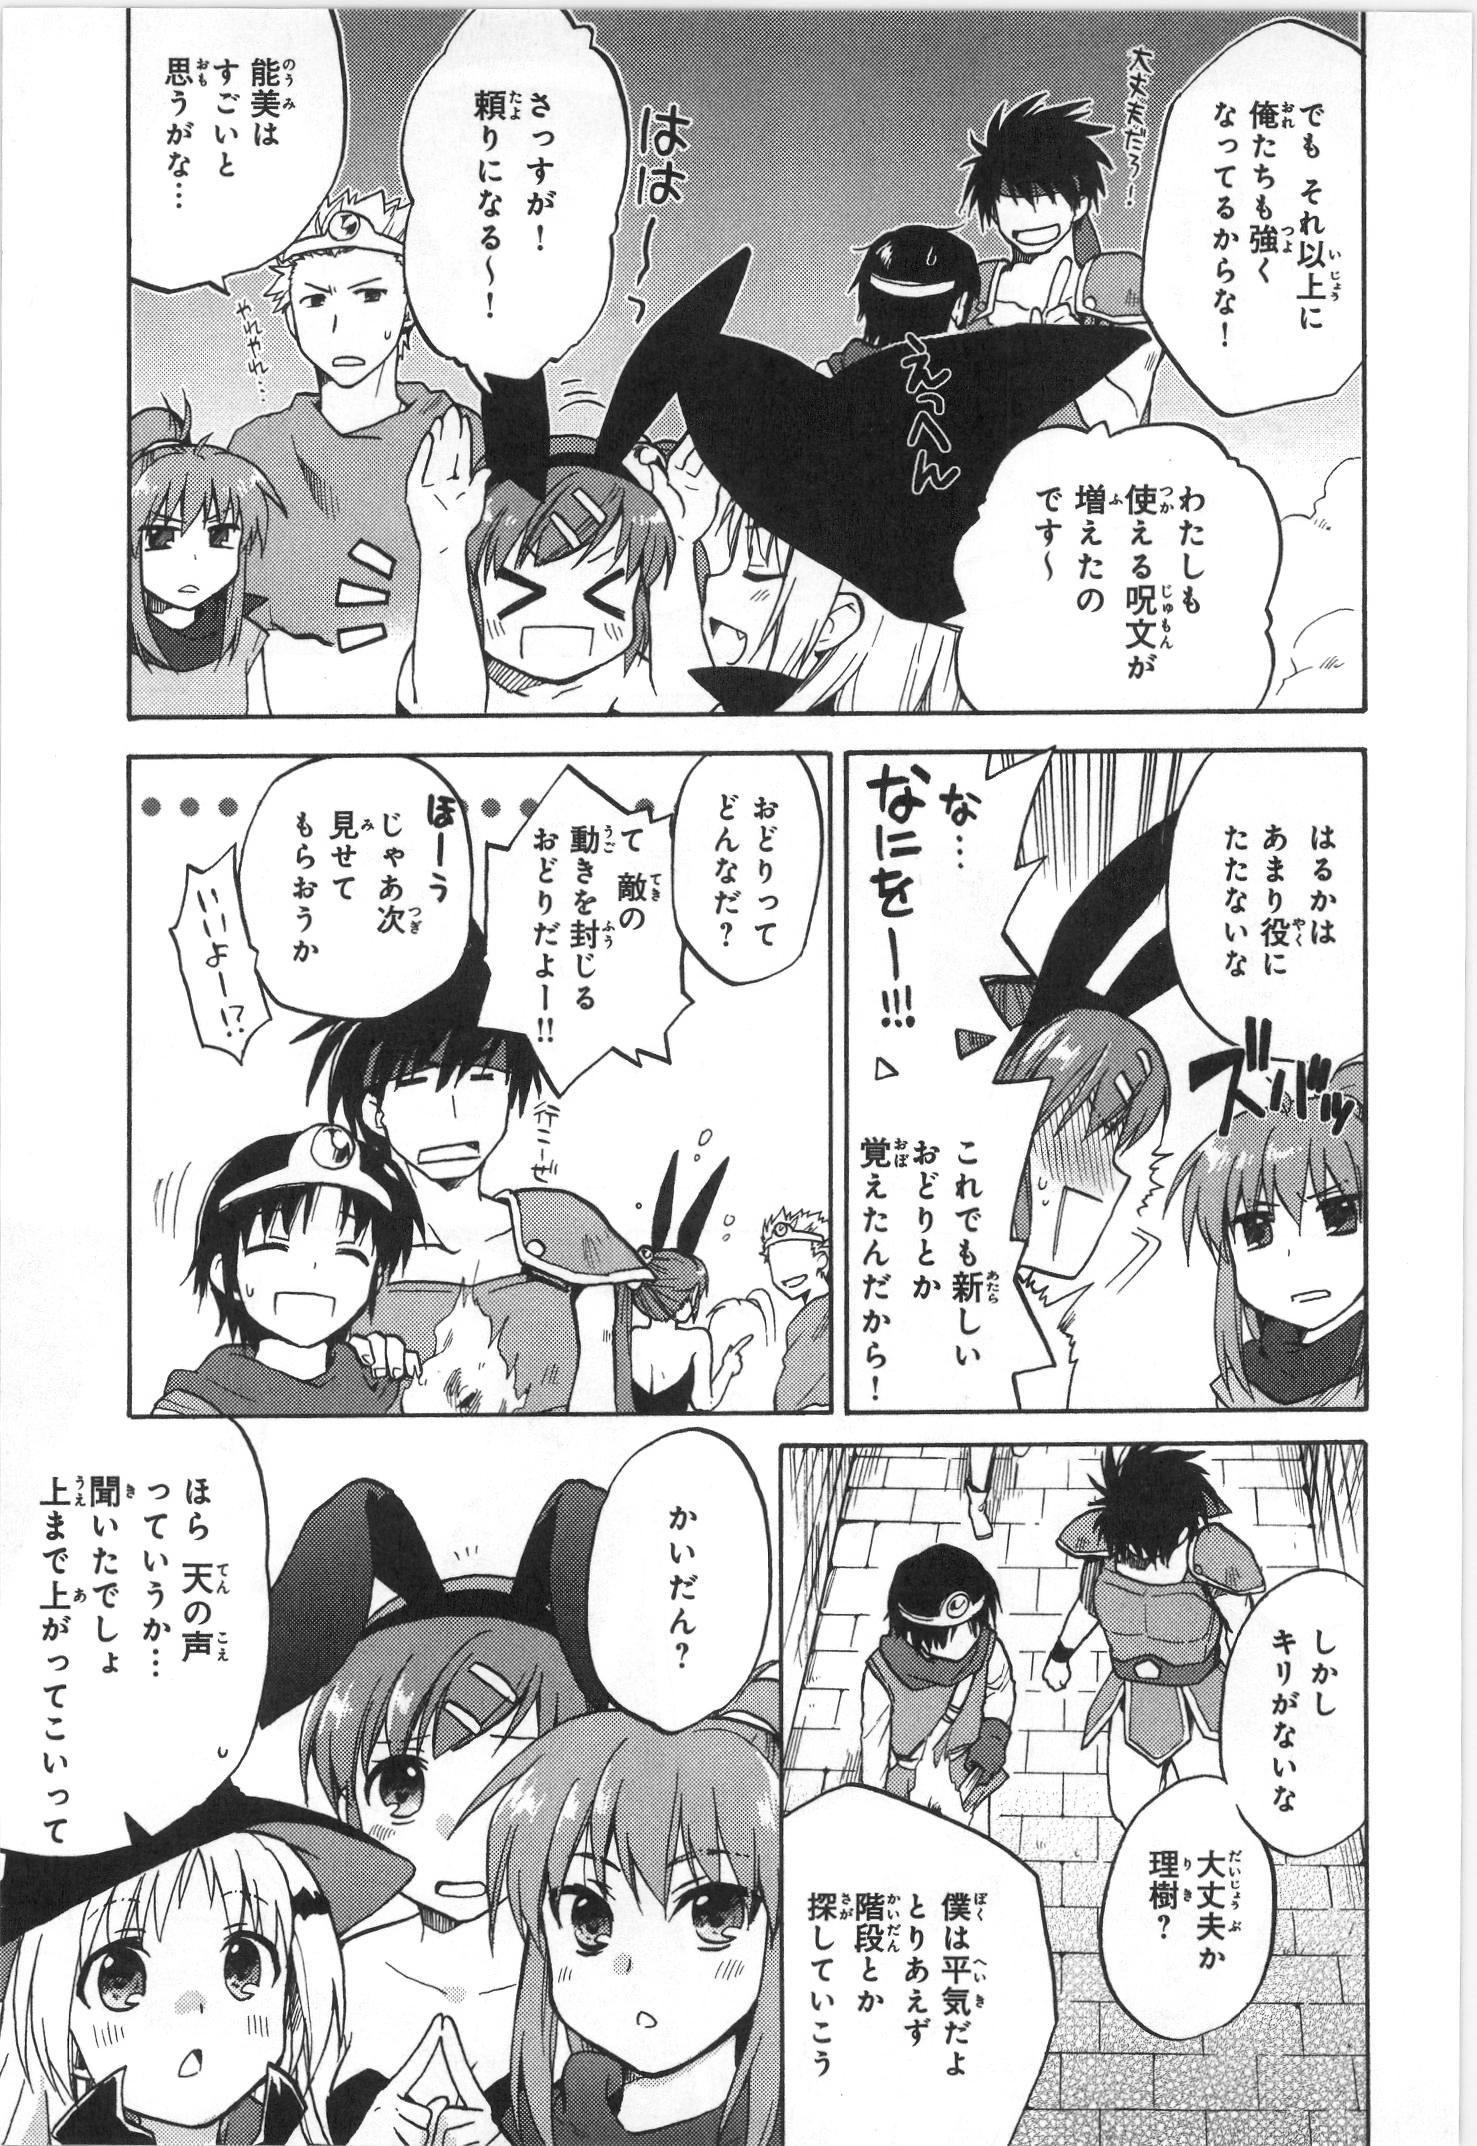 でも それ以上に
俺たちも強く
なってるからな！
大丈夫だろ！
わたしも
使える呪文が
増えたの
です〜
えっへん
はは〜っ
さっすが！
頼りになる〜！
能美は
すごいと
思うがな…
やれやれ…
はるかは
あまり役に
たたないな
ズバッ
な…
なにを―!!!
これでも新しい
おどりとか
覚えたんだから！
おどりって
どんなだ？
て 敵の
動きを封じる
おどりだよー!!
ほーう
じゃあ次
見せて
もらおうか
いいよー!?
行こーぜ
しかし
キリがないな
大丈夫か
理樹？
僕は平気だよ
とりあえず
階段とか
探していこう
かいだん？
ほら 天の声
っていうか…
聞いたでしょ
上まで上がってこいって